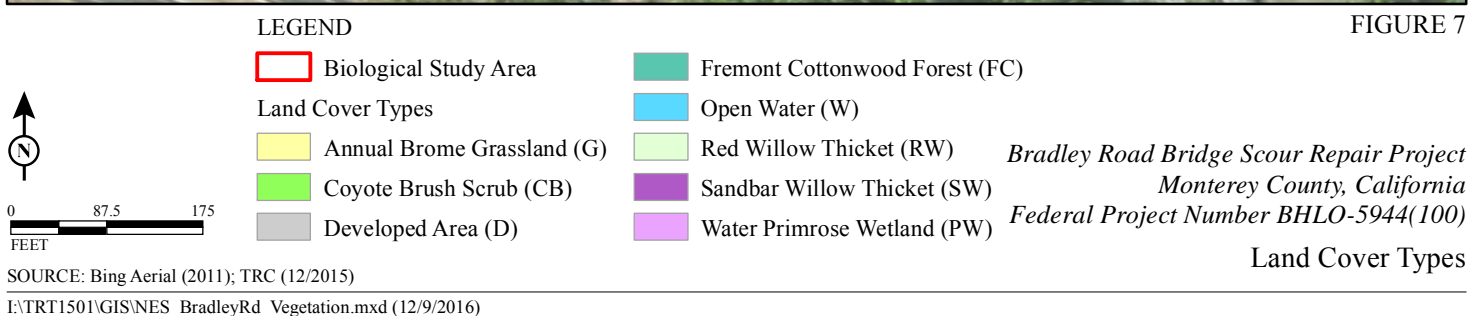 FIGURE 7
LEGEND
Biological Study Area
Land Cover Types
Annual Brome Grassland (G)
Coyote Brush Scrub (CB)
Developed Area (D)
Fremont Cottonwood Forest (FC)
Open Water (W)
Red Willow Thicket (RW)
Sandbar Willow Thicket (SW)
Water Primrose Wetland (PW)
N
0 87.5 175
FEET
Bradley Road Bridge Scour Repair Project
Monterey County, California
Federal Project Number BHLO-5944(100)
Land Cover Types
SOURCE: Bing Aerial (2011); TRC (12/2015)
I:\TRT1501\GIS\NES_BradleyRd_Vegetation.mxd (12/9/2016)